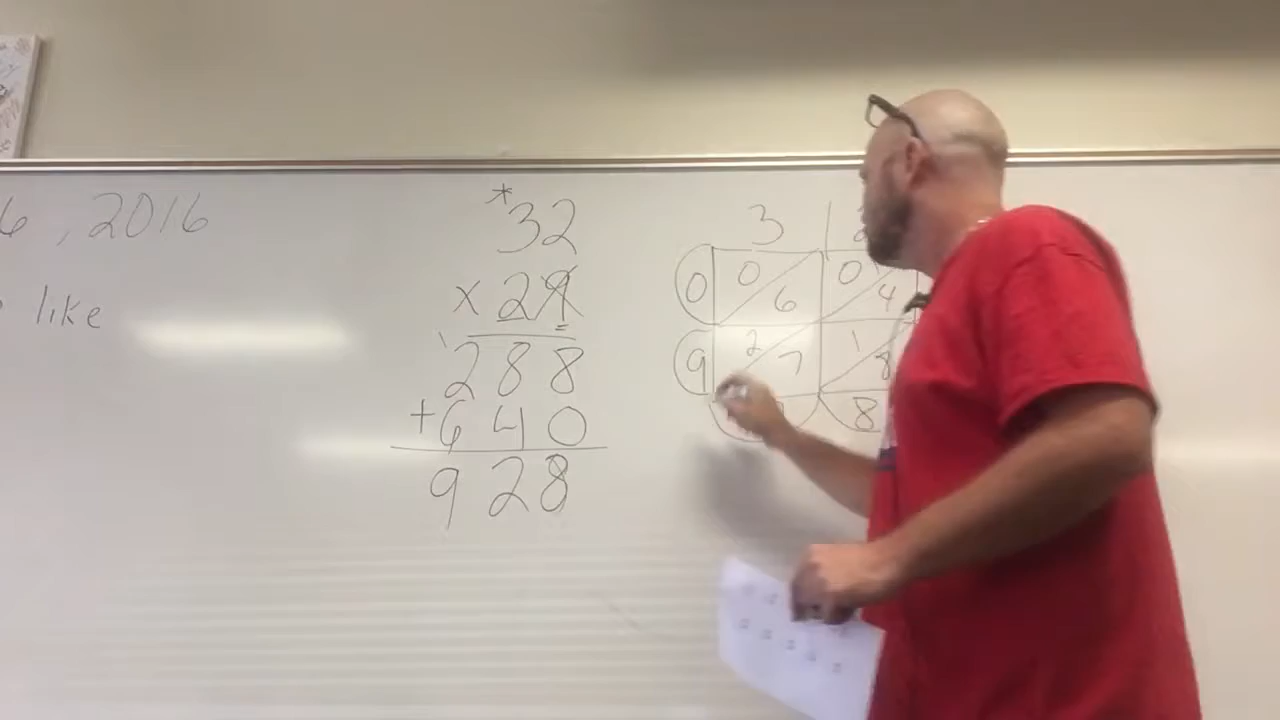 6, 2016
like
32
x 29
288
+ 640
928
3
0 0 6 0 4
9 2 7 1 8
8